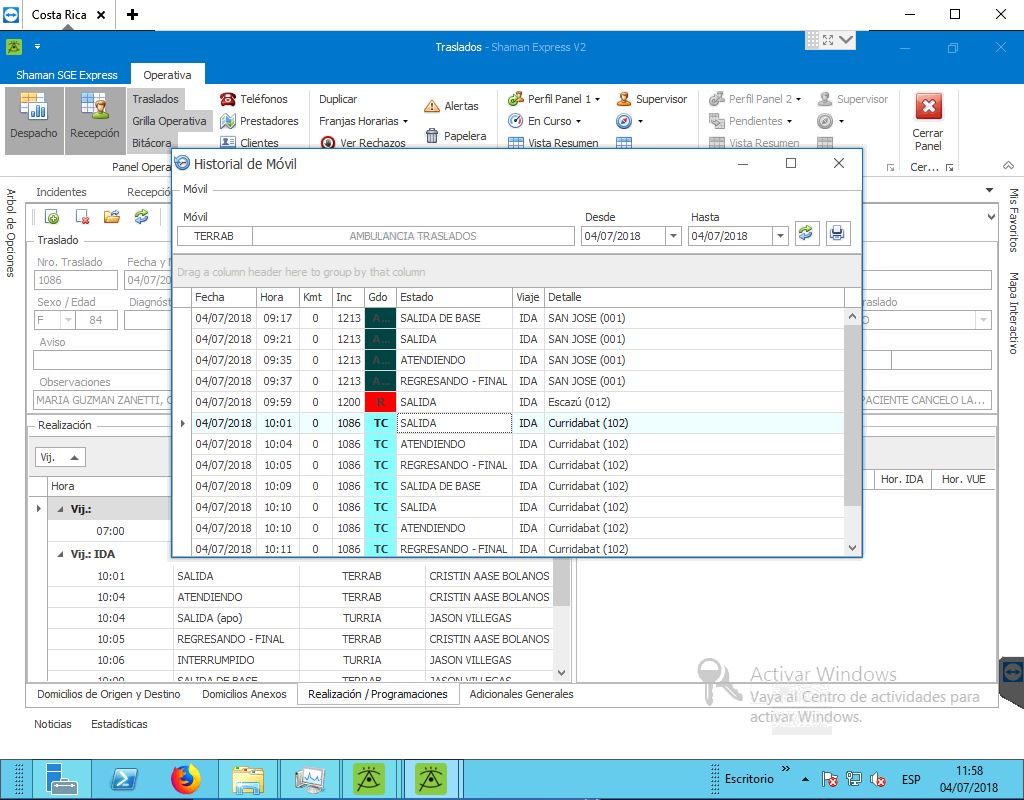 Costa Rica
Traslados - Shaman Express V2
Shaman SGE Express Operativa
Despacho
Recepción
Traslados
Grilla Operativa
Bitácora
Teléfonos
Prestadores
Clientes
Duplicar
Franjas Horarias
Ver Rechazos
Alertas
Papelera
Perfil Panel 1
En Curso
Vista Resumen
Supervisor
Perfil Panel 2
Pendientes
Vista Resumen
Supervisor
Cerrar
Panel
Panel Opera
Cer...
Arbol de Opciones
Mis Favoritos
Mapa Interactivo
Incidentes Recepció
Traslado
Nro. Traslado Fecha y
1086 04/07/20
Sexo / Edad Diagnóst
F 84
Aviso
Observaciones
MARIA GUZMAN ZANETTI, C
PACIENTE CANCELO LA...
Realización
Vij.
Hora
Hor. IDA Hor. VUE
Vij.:
07:00
Vij.: IDA
10:01 SALIDA TERRAB CRISTIN AASE BOLANOS
10:04 ATENDIENDO TERRAB CRISTIN AASE BOLANOS
10:04 SALIDA (apo) TURRIA JASON VILLEGAS
10:05 REGRESANDO - FINAL TERRAB CRISTIN AASE BOLANOS
10:06 INTERRUMPIDO TURRIA JASON VILLEGAS
10:09 SALIDA DE BASE TERRAB JASON VILLEGAS
Historial de Móvil
Móvil
Móvil Desde Hasta
TERRAB AMBULANCIA TRASLADOS 04/07/2018 04/07/2018
Drag a column header here to group by that column
Fecha Hora Kmt Inc Gdo Estado Viaje Detalle
04/07/2018 09:17 0 1213 A... SALIDA DE BASE IDA SAN JOSE (001)
04/07/2018 09:21 0 1213 A... SALIDA IDA SAN JOSE (001)
04/07/2018 09:35 0 1213 A... ATENDIENDO IDA SAN JOSE (001)
04/07/2018 09:37 0 1213 A... REGRESANDO - FINAL IDA SAN JOSE (001)
04/07/2018 09:59 0 1200 R SALIDA IDA Escazú (012)
04/07/2018 10:01 0 1086 TC SALIDA IDA Curridabat (102)
04/07/2018 10:04 0 1086 TC ATENDIENDO IDA Curridabat (102)
04/07/2018 10:05 0 1086 TC REGRESANDO - FINAL IDA Curridabat (102)
04/07/2018 10:09 0 1086 TC SALIDA DE BASE IDA Curridabat (102)
04/07/2018 10:10 0 1086 TC SALIDA IDA Curridabat (102)
04/07/2018 10:10 0 1086 TC ATENDIENDO IDA Curridabat (102)
04/07/2018 10:11 0 1086 TC REGRESANDO - FINAL IDA Curridabat (102)
Domicilios de Origen y Destino Domicilios Anexos Realización / Programaciones Adicionales Generales
Noticias Estadísticas
Activar Windows
Vaya al Centro de actividades para
activar Windows.
Escritorio
ESP
11:58
04/07/2018